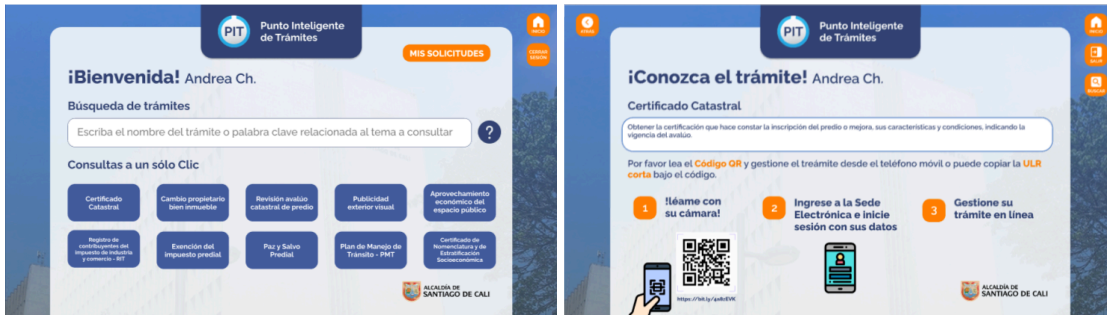 PIT
Punto Inteligente
de Trámites
INICIO
MIS SOLICITUDES
CERRAR
SESIÓN
¡Bienvenida! Andrea Ch.
Búsqueda de trámites
Escriba el nombre del trámite o palabra clave relacionada al tema a consultar
?
Consultas a un sólo Clic
Certificado
Catastral
Cambio propietario
bien inmueble
Revisión avalúo
catastral de predio
Publicidad
exterior visual
Aprovechamiento
económico del
espacio público
Registro de
contribuyentes del
impuesto de industria
y comercio - RIT
Exención del
impuesto predial
Paz y Salvo
Predial
Plan de Manejo de
Tránsito - PMT
Certificado de
Nomenclatura y de
Estratificación
Socioeconómica
ALCALDÍA DE
SANTIAGO DE CALI
ATRÁS
PIT
Punto Inteligente
de Trámites
INICIO
SALIR
BUSCAR
¡Conozca el trámite! Andrea Ch.
Certificado Catastral
Obtener la certificación que hace constar la inscripción del predio o mejora, sus características y condiciones, indicando la
vigencia del avalúo.
Por favor lea el Código QR y gestione el treámite desde el teléfono móvil o puede copiar la ULR
corta bajo el código.
1
!léame con
su cámara!
2
Ingrese a la Sede
Electrónica e inicie
sesión con sus datos
3
Gestione su
trámite en línea
ALCALDÍA DE
SANTIAGO DE CALI